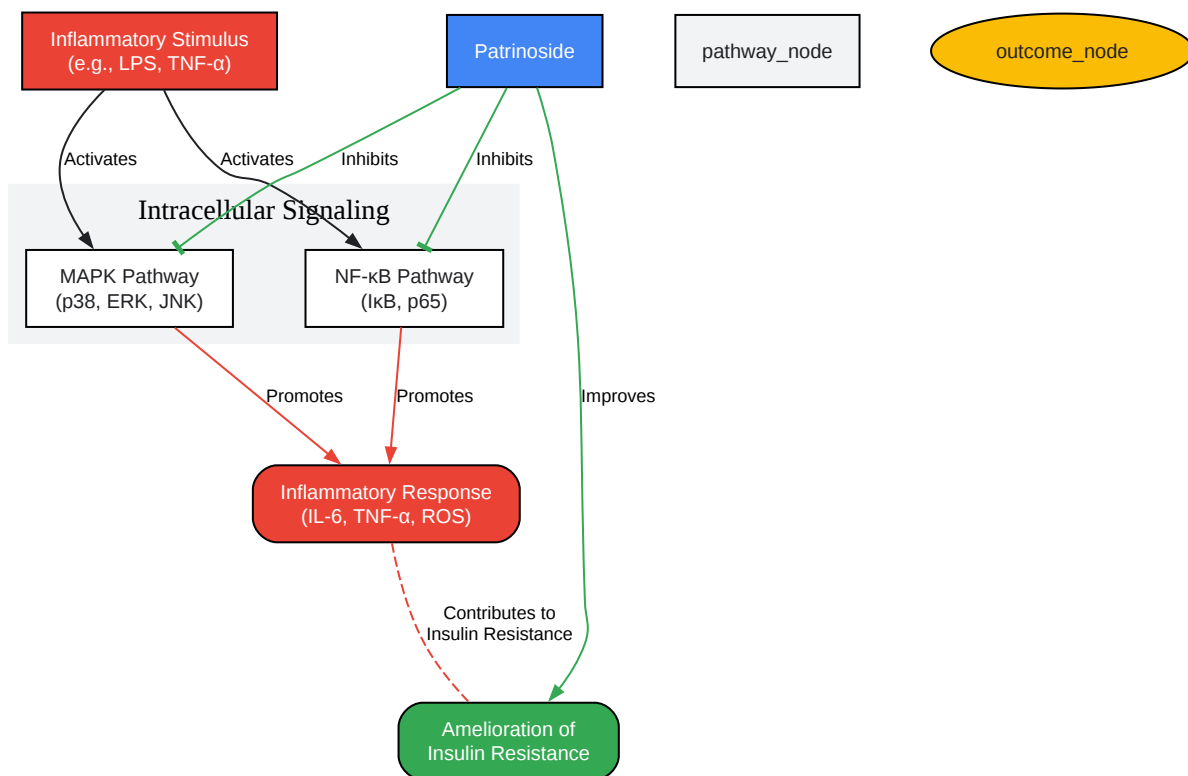 Inflammatory Stimulus
(e.g., LPS, TNF-α)
Patrinoside
pathway_node
outcome_node
Activates
Activates
Inhibits
Inhibits
Intracellular Signaling
MAPK Pathway
(p38, ERK, JNK)
NF-κB Pathway
(IκB, p65)
Promotes
Promotes
Improves
Inflammatory Response
(IL-6, TNF-α, ROS)
Contributes to
Insulin Resistance
Amelioration of
Insulin Resistance